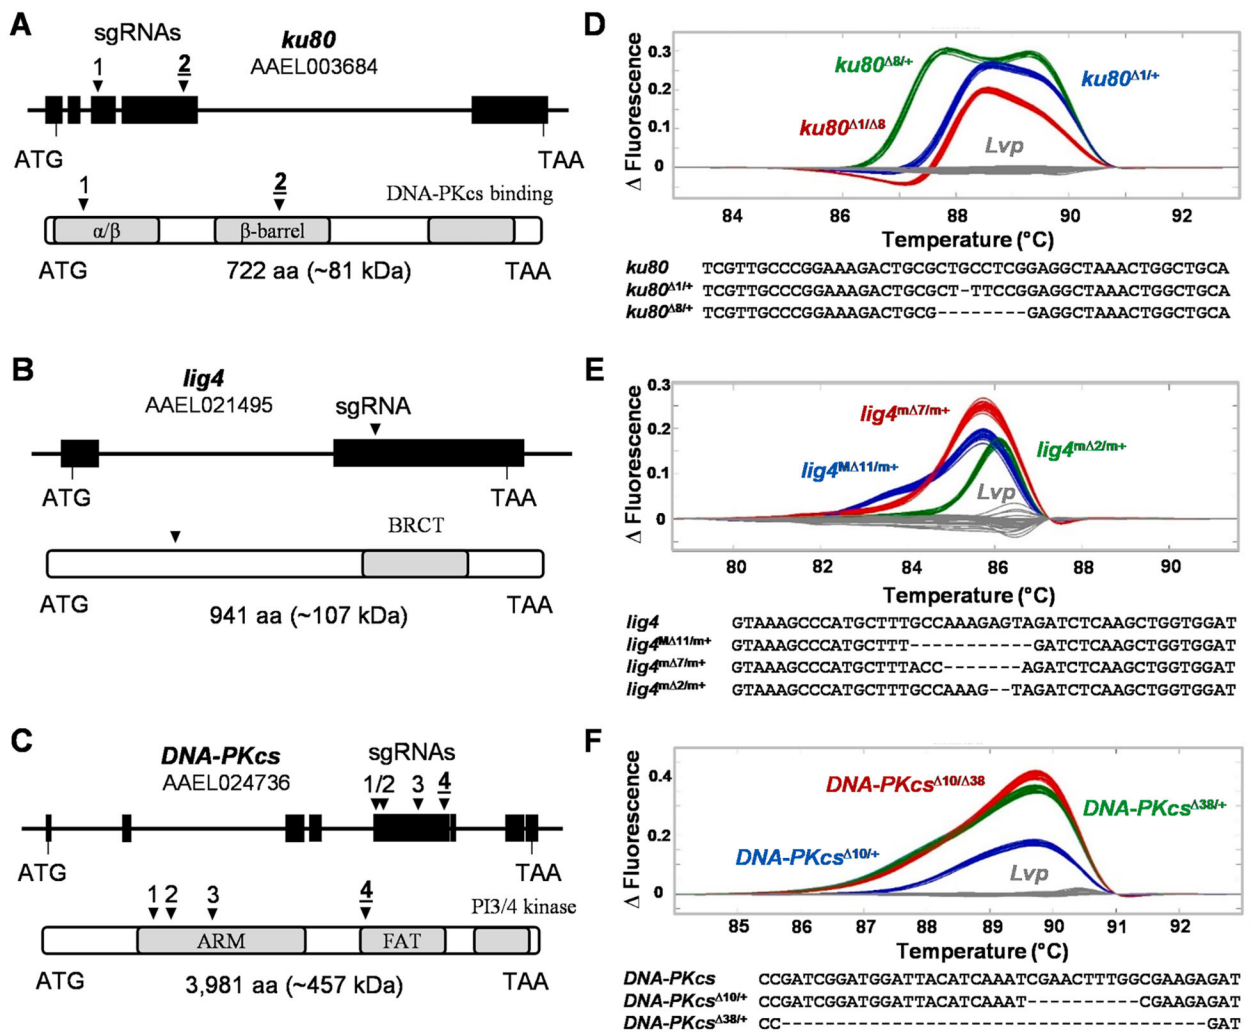 A
sgRNAs
ku80
AAEL003684
1
2
ATG
TAA
1
2
DNA-PKcs binding
α/β
β-barrel
ATG
722 aa (~81 kDa)
TAA
B
lig4
AAEL021495
sgRNA
ATG
TAA
BRCT
ATG
941 aa (~107 kDa)
TAA
C
DNA-PKcs
AAEL024736
sgRNAs
1/2
3
4
ATG
TAA
1
2
3
4
PI3/4 kinase
ARM
FAT
ATG
3,981 aa (~457 kDa)
TAA
D
Δ Fluorescence
0.3
0.2
0.1
0
ku80Δ8/+
ku80Δ1/+
ku80Δ1/Δ8
Lvp
84 86 88 90 92
Temperature (°C)
ku80 TCGTTGCCCGGAAAGACTGCGCTGCCTCGGAGGCTAAACTGGCTGCA
ku80Δ1/+ TCGTTGCCCGGAAAGACTGCGCT-TTCCGGAGGCTAAACTGGCTGCA
ku80Δ8/+ TCGTTGCCCGGAAAGACTGCG--------GAGGCTAAACTGGCTGCA
E
Δ Fluorescence
0.3
0.2
0.1
0
lig4mΔ7/m+
lig4MΔ11/m+
lig4mΔ2/m+
Lvp
80 82 84 86 88 90
Temperature (°C)
lig4 GTAAAGCCCATGCTTTGCCAAAGAGTAGATCTCAAGCTGGTGGAT
lig4MΔ11/m+ GTAAAGCCCATGCTTT-----------GATCTCAAGCTGGTGGAT
lig4mΔ7/m+ GTAAAGCCCATGCTTTACC-------AGATCTCAAGCTGGTGGAT
lig4mΔ2/m+ GTAAAGCCCATGCTTTGCCAAAG--TAGATCTCAAGCTGGTGGAT
F
Δ Fluorescence
0.4
0.2
0
DNA-PKcsΔ10/Δ38
DNA-PKcsΔ38/+
DNA-PKcsΔ10/+
Lvp
85 86 87 88 89 90 91 92
Temperature (°C)
DNA-PKcs CCGATCGGATGGATTACATCAAATCGAACTTTGGCGAAGAGAT
DNA-PKcsΔ10/+ CCGATCGGATGGATTACATCAAAT----------CGAAGAGAT
DNA-PKcsΔ38/+ CC--------------------------------------GAT